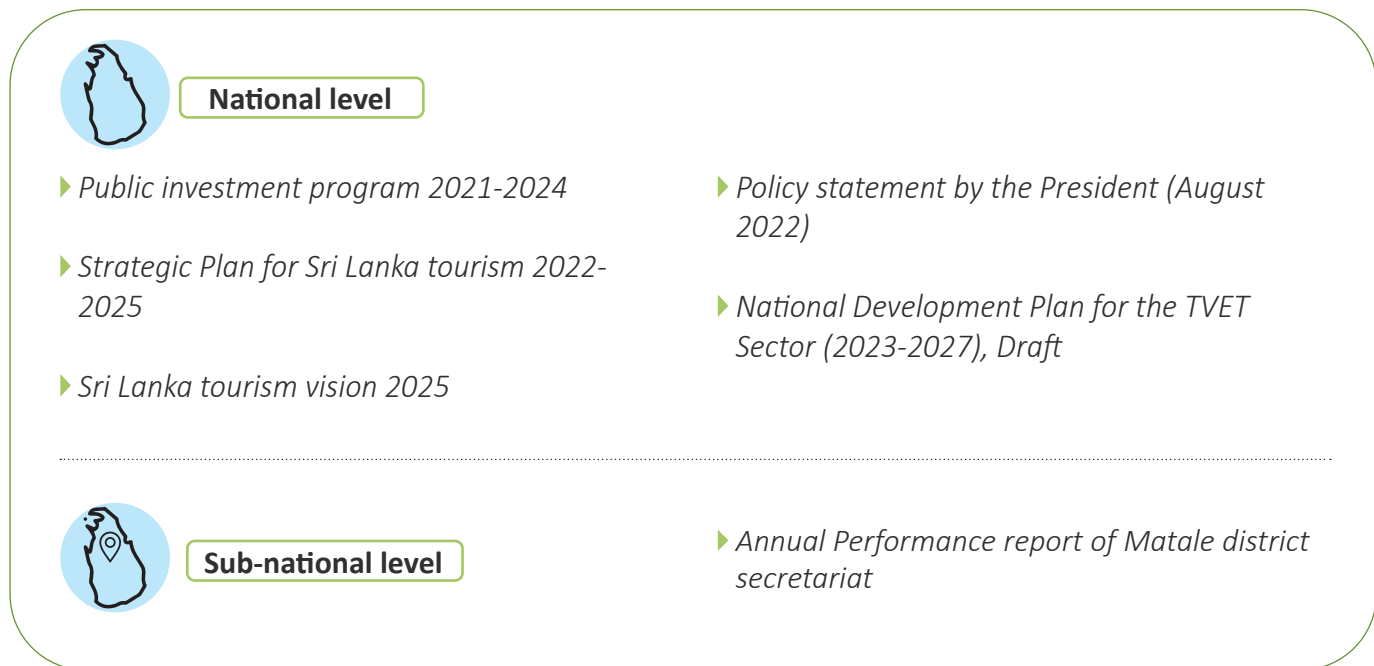 National level
Public investment program 2021-2024
Strategic Plan for Sri Lanka tourism 2022-
2025
Sri Lanka tourism vision 2025
Policy statement by the President (August
2022)
National Development Plan for the TVET
Sector (2023-2027), Draft
Sub-national level
Annual Performance report of Matale district
secretariat